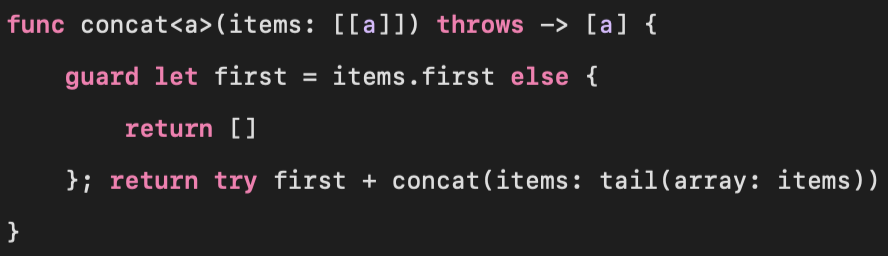 func concat<a>(items: [[a]]) throws -> [a] {
    guard let first = items.first else {
        return []
    }; return try first + concat(items: tail(array: items))
}